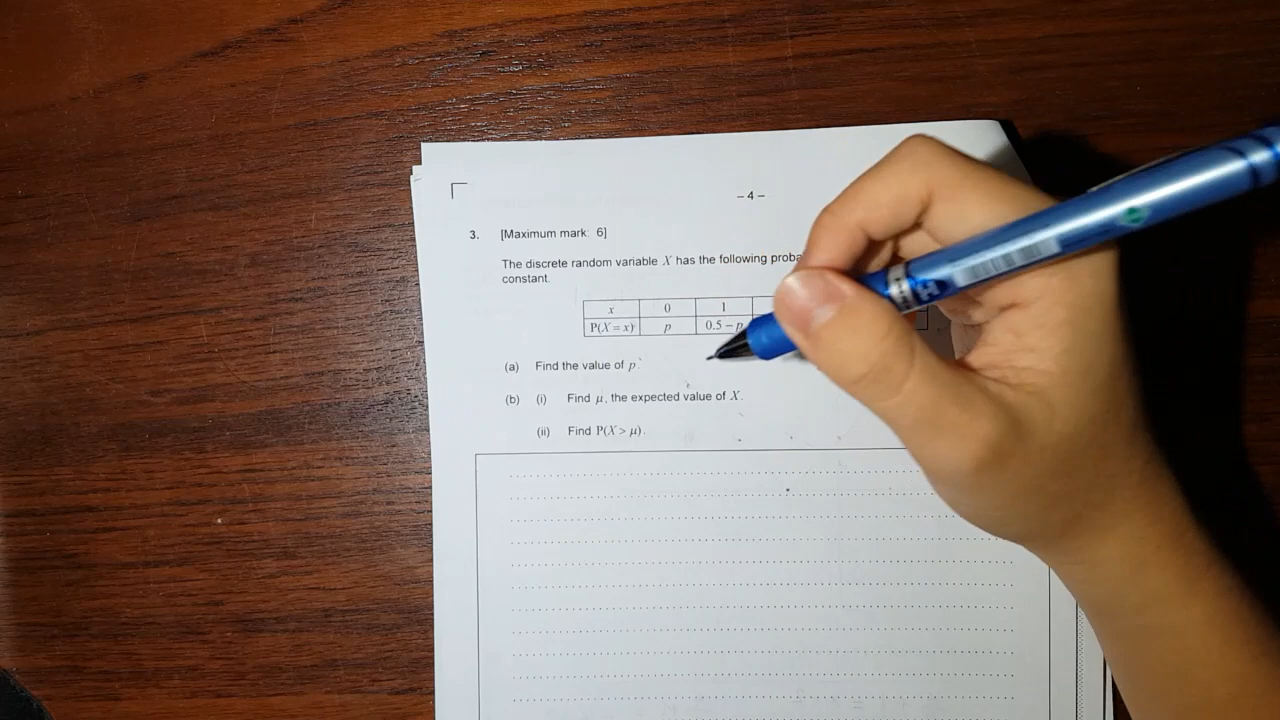 – 4 –
3. [Maximum mark: 6]
The discrete random variable X has the following
constant.
x 0 1
P(X = x) p 0.5 – p
(a) Find the value of p.
(b) (i) Find μ, the expected value of X.
(ii) Find P(X > μ).